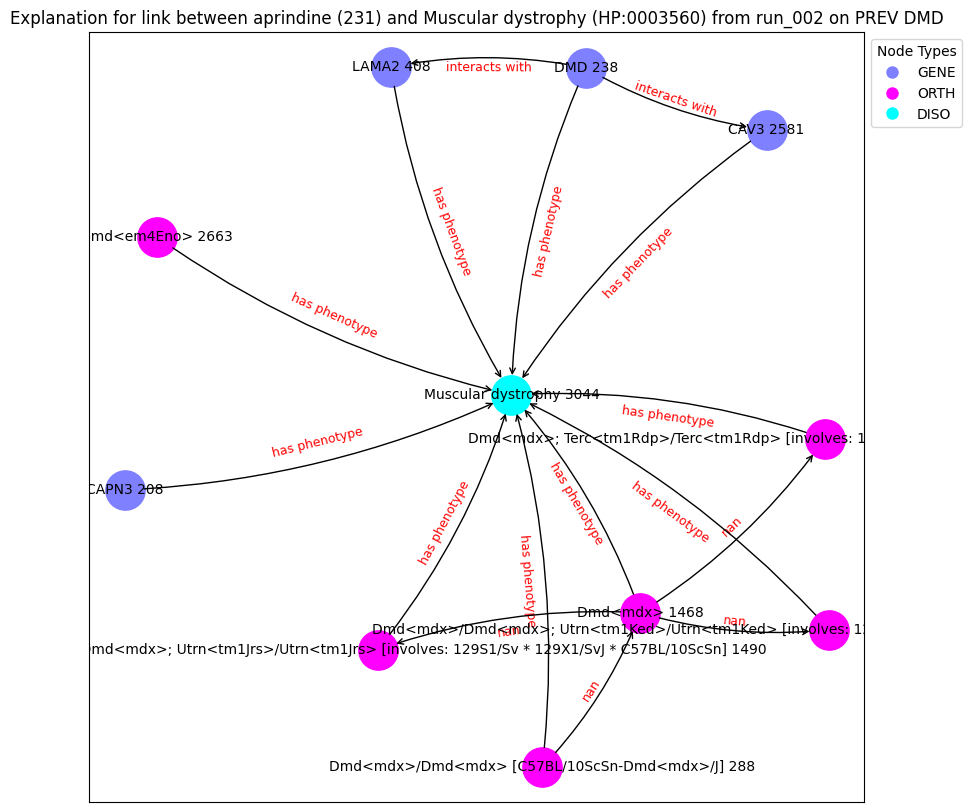 Explanation for link between aprindine (231) and Muscular dystrophy (HP:0003560) from run_002 on PREV DMD
Node Types
GENE
ORTH
DISO
LAMA2 408
interacts with
DMD 238
interacts with
CAV3 2581
has phenotype
has phenotype
has phenotype
md<em4Eno> 2663
has phenotype
Muscular dystrophy 3044
has phenotype
Dmd<mdx>; Terc<tm1Rdp>/Terc<tm1Rdp> [involves: 1
has phenotype
CAPN3 208
has phenotype
has phenotype
has phenotype
nan
has phenotype
Dmd<mdx> 1468
nan
Dmd<mdx>/Dmd<mdx>; Utrn<tm1Ked>/Utrn<tm1Ked> [involves: 12
nan
Dmd<mdx>; Utrn<tm1Jrs>/Utrn<tm1Jrs> [involves: 129S1/Sv * 129X1/SvJ * C57BL/10ScSn] 1490
nan
Dmd<mdx>/Dmd<mdx> [C57BL/10ScSn-Dmd<mdx>/J] 288